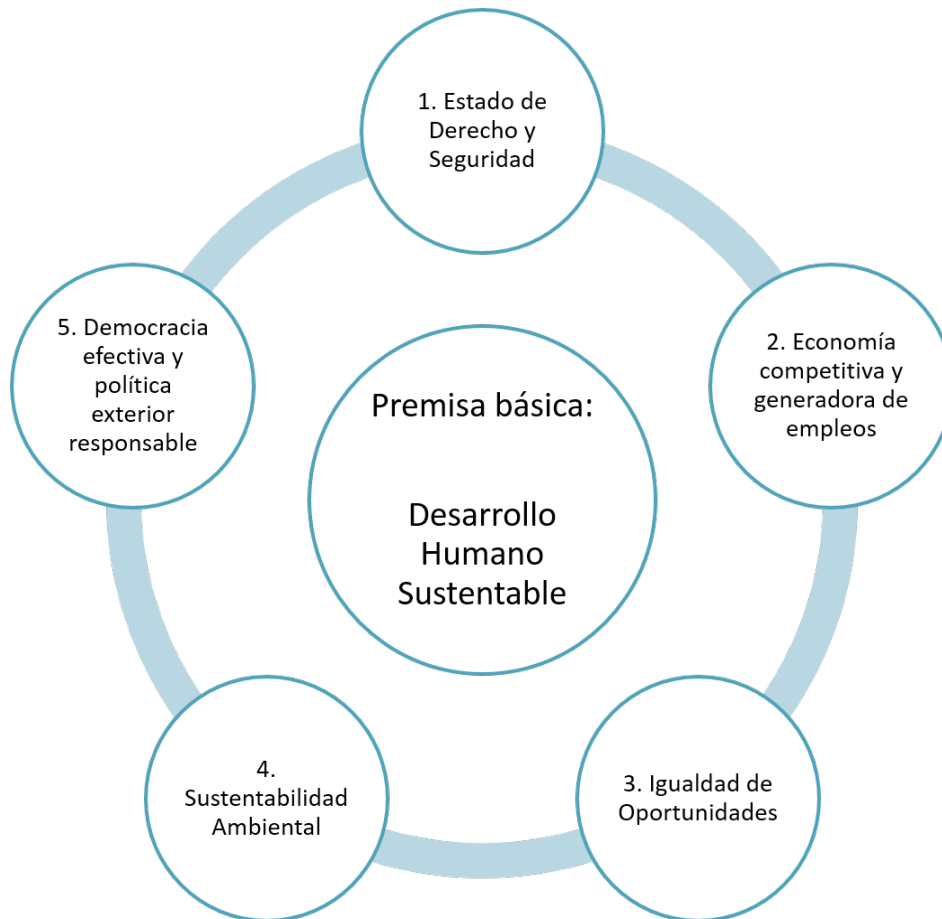 1. Estado de
Derecho y
Seguridad
2. Economía
competitiva y
generadora de
empleos
3. Igualdad de
Oportunidades
4.
Sustentabilidad
Ambiental
5. Democracia
efectiva y
política
exterior
responsable
Premisa básica:
Desarrollo
Humano
Sustentable